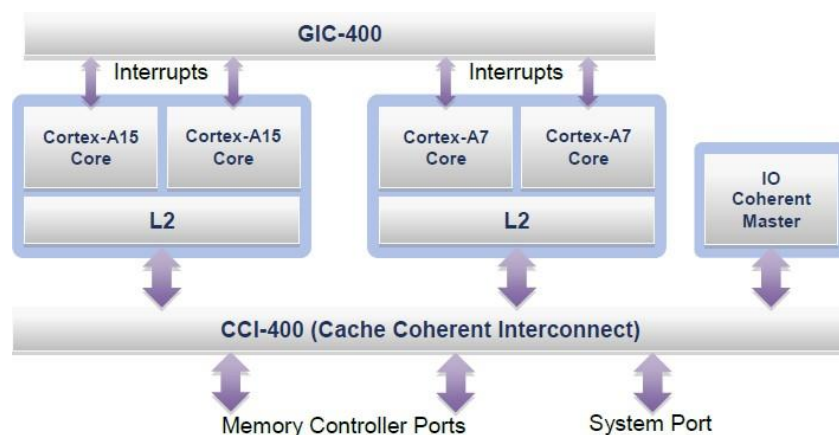 GIC-400
Interrupts
Interrupts
Cortex-A15
Core
Cortex-A15
Core
Cortex-A7
Core
Cortex-A7
Core
IO
Coherent
Master
L2
L2
CCI-400 (Cache Coherent Interconnect)
Memory Controller Ports
System Port